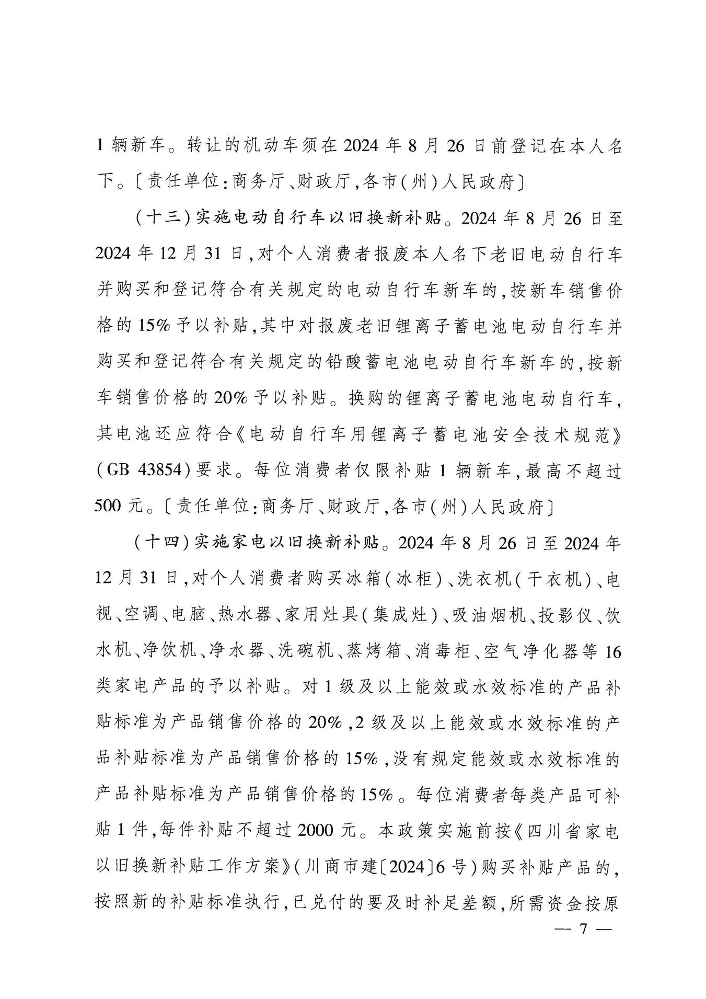 1 辆新车。转让的机动车须在 2024 年 8 月 26 日前登记在本人名
下。〔责任单位:商务厅、财政厅,各市(州)人民政府〕
(十三)实施电动自行车以旧换新补贴。2024 年 8 月 26 日至
2024 年 12 月 31 日,对个人消费者报废本人名下老旧电动自行车
并购买和登记符合有关规定的电动自行车新车的,按新车销售价
格的 15%予以补贴,其中对报废老旧锂离子蓄电池电动自行车并
购买和登记符合有关规定的铅酸蓄电池电动自行车新车的,按新
车销售价格的 20%予以补贴。换购的锂离子蓄电池电动自行车,
其电池还应符合《电动自行车用锂离子蓄电池安全技术规范》
(GB 43854)要求。每位消费者仅限补贴 1 辆新车,最高不超过
500 元。〔责任单位:商务厅、财政厅,各市(州)人民政府〕
(十四)实施家电以旧换新补贴。2024 年 8 月 26 日至 2024 年
12 月 31 日,对个人消费者购买冰箱(冰柜)、洗衣机(干衣机)、电
视、空调、电脑、热水器、家用灶具(集成灶)、吸油烟机、投影仪、饮
水机、净饮机、净水器、洗碗机、蒸烤箱、消毒柜、空气净化器等 16
类家电产品的予以补贴。对 1 级及以上能效或水效标准的产品补
贴标准为产品销售价格的 20%,2 级及以上能效或水效标准的产
品补贴标准为产品销售价格的 15%,没有规定能效或水效标准的
产品补贴标准为产品销售价格的 15%。每位消费者每类产品可补
贴 1 件,每件补贴不超过 2000 元。本政策实施前按《四川省家电
以旧换新补贴工作方案》(川商市建〔2024〕6 号)购买补贴产品的,
按照新的补贴标准执行,已兑付的要及时补足差额,所需资金按原
— 7 —